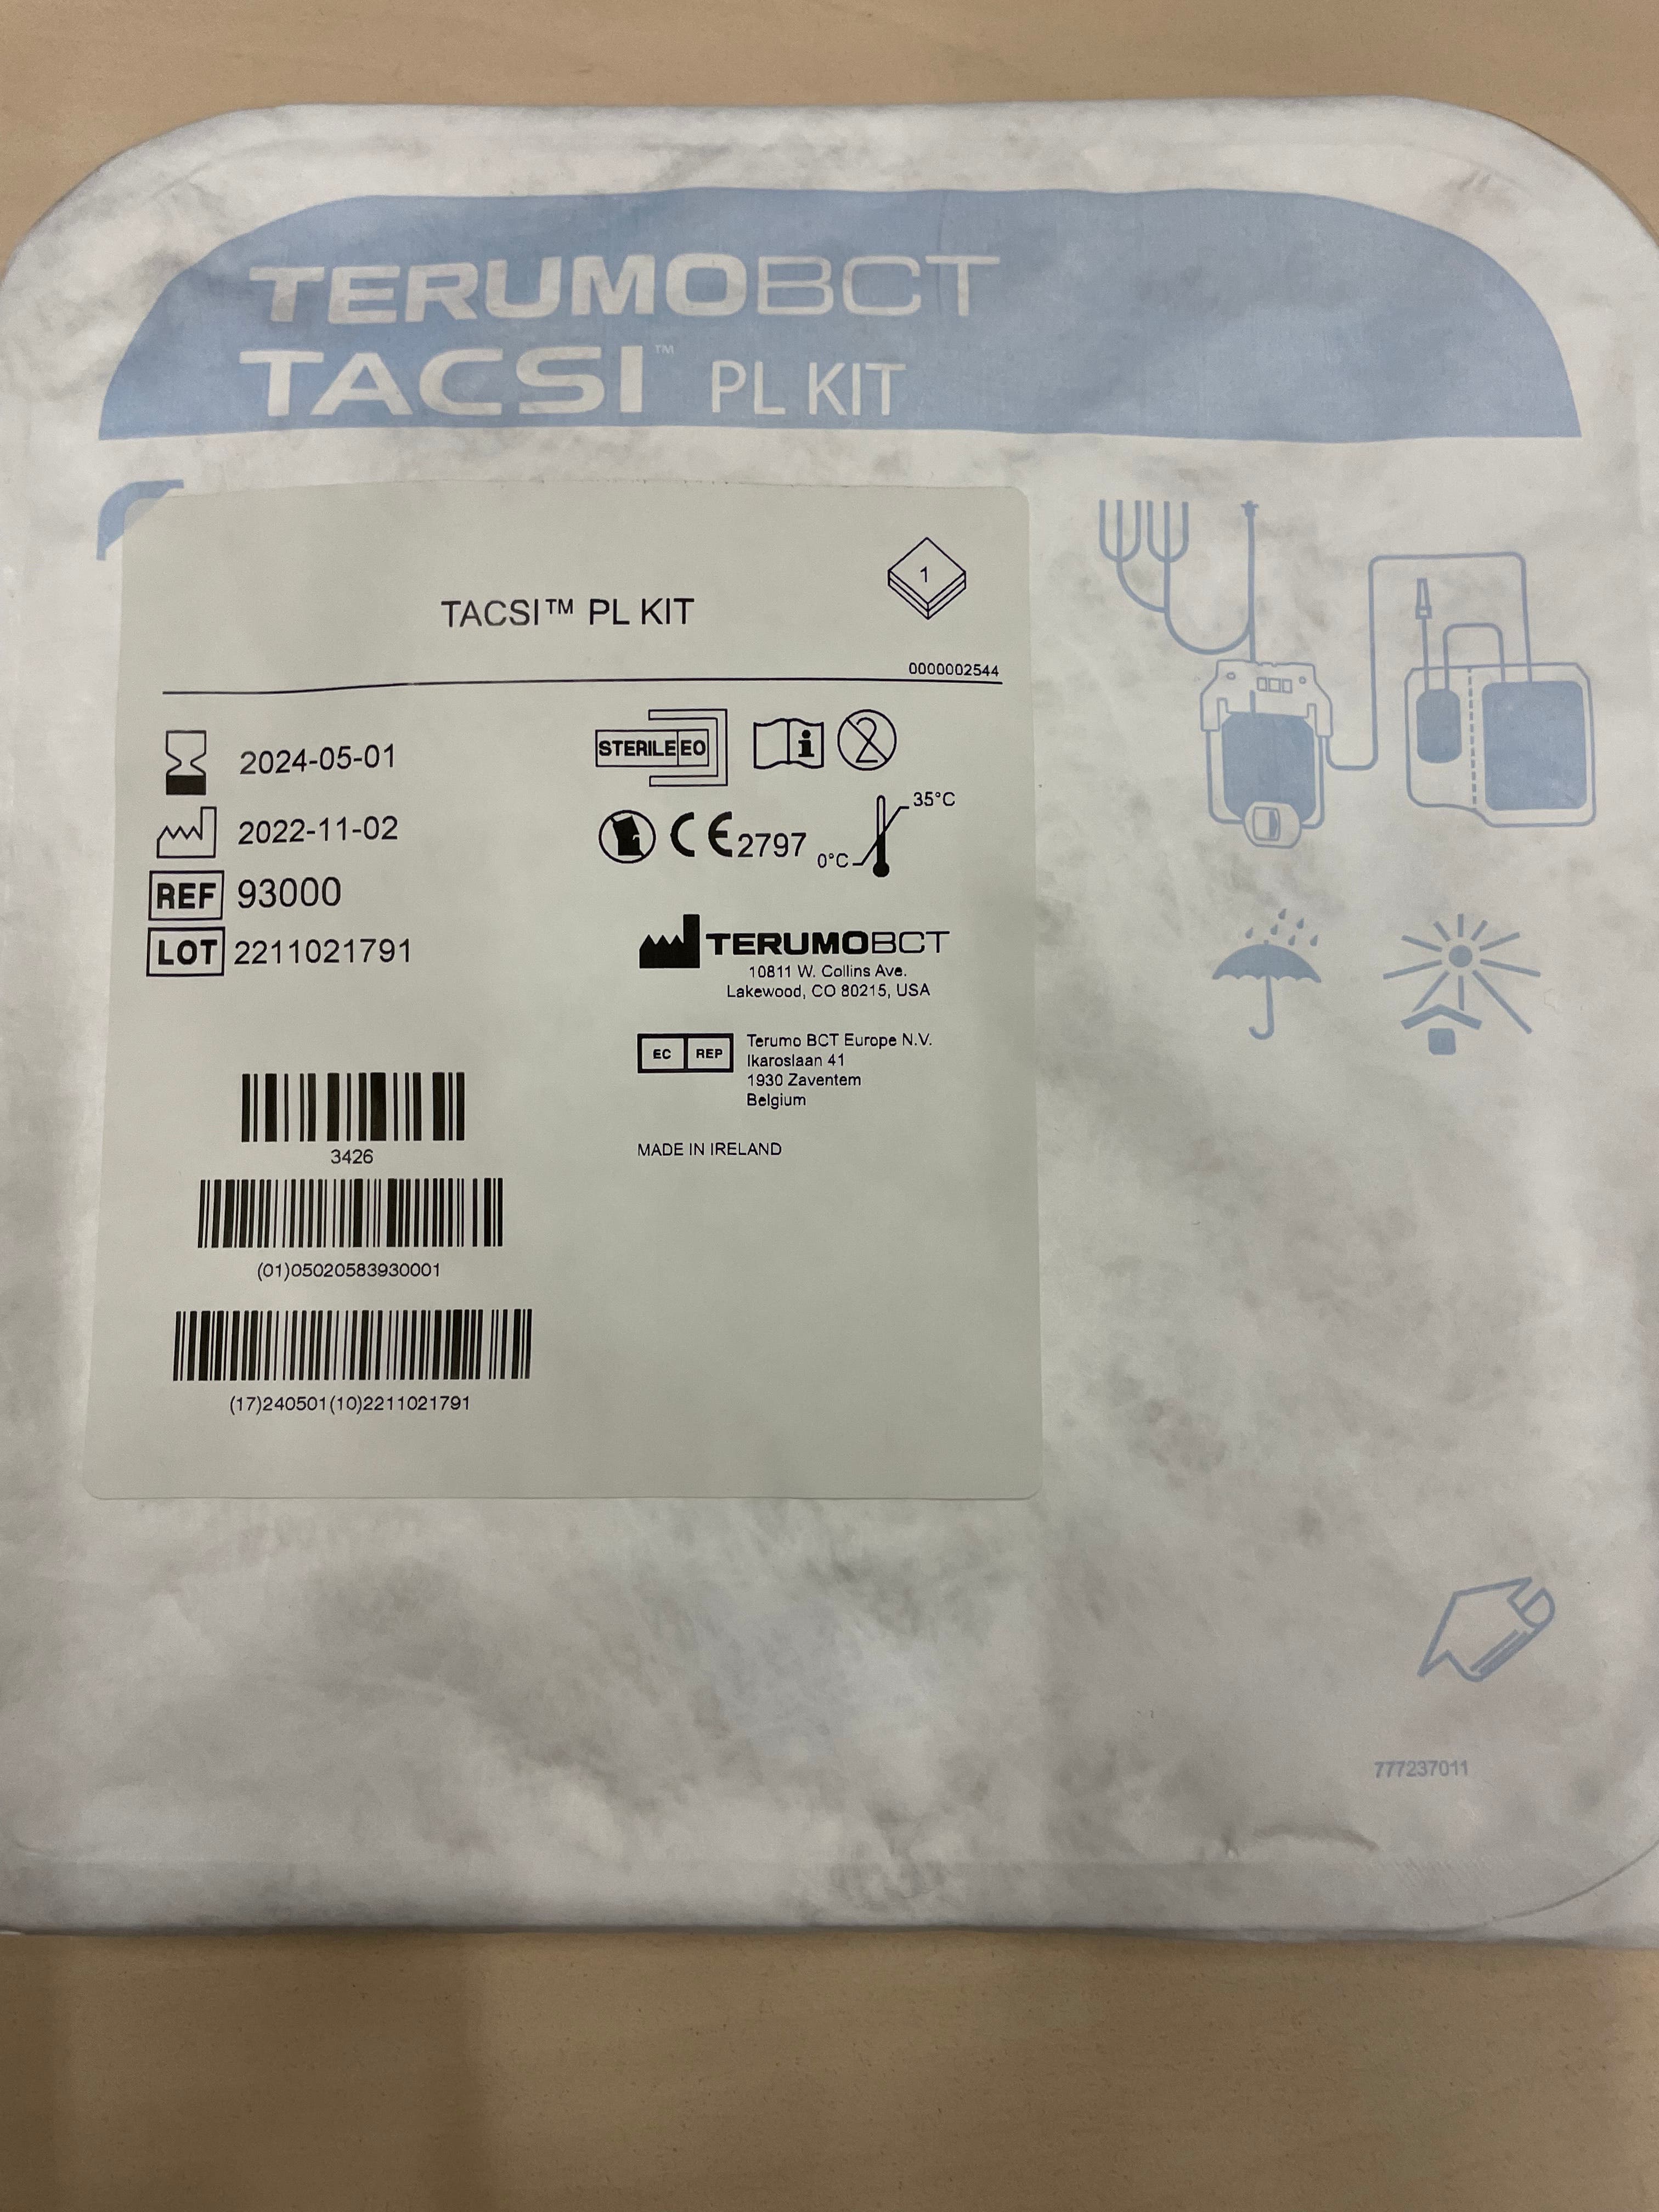 TERUMOBCT
TACSI™ PL KIT
TACSI™ PL KIT
1
0000002544
2024-05-01
2022-11-02
REF 93000
LOT 2211021791
STERILE EO
2
CE 2797
35°C
0°C
TERUMOBCT
10811 W. Collins Ave.
Lakewood, CO 80215, USA
EC REP
Terumo BCT Europe N.V.
Ikaroslaan 41
1930 Zaventem
Belgium
MADE IN IRELAND
3426
(01)05020583930001
(17)240501(10)2211021791
777237011